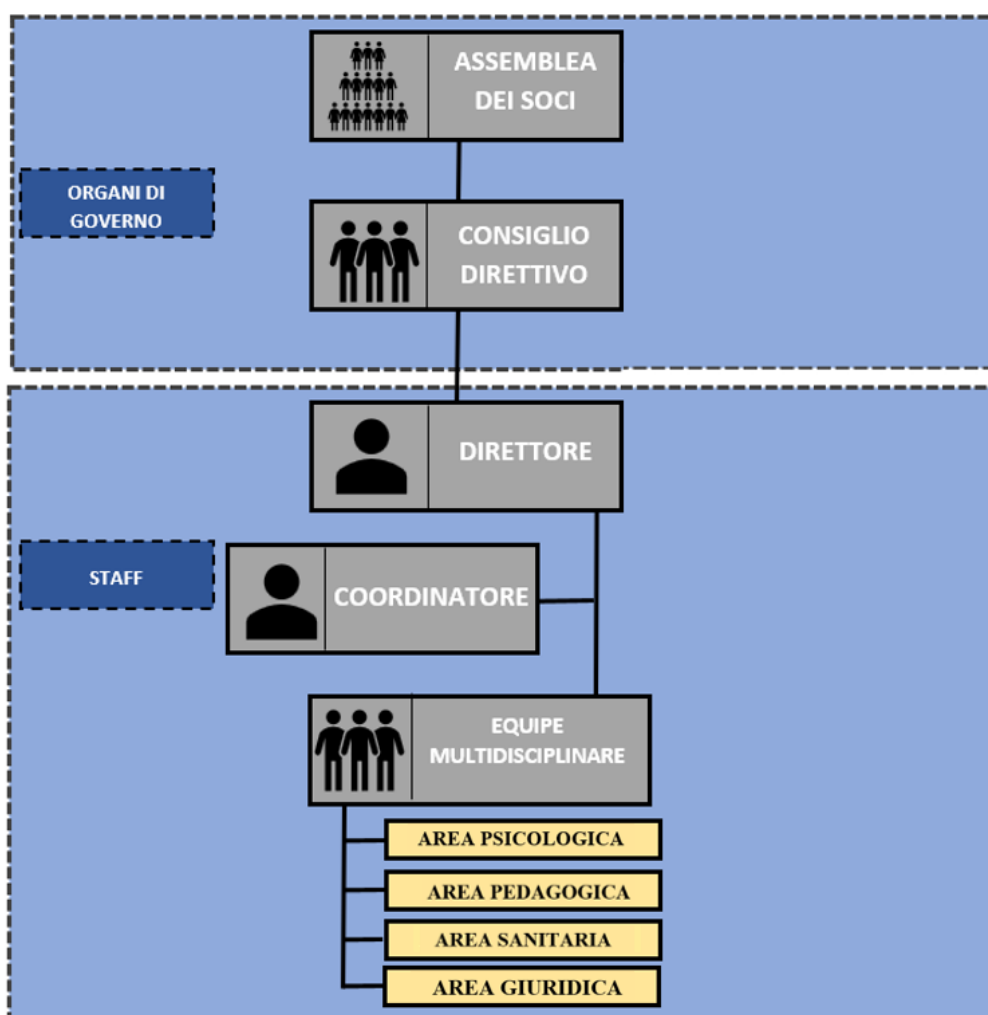 ASSEMBLEA
DEI SOCI
ORGANI DI
GOVERNO
CONSIGLIO
DIRETTIVO
DIRETTORE
STAFF
COORDINATORE
EQUIPE
MULTIDISCIPLINARE
AREA PSICOLOGICA
AREA PEDAGOGICA
AREA SANITARIA
AREA GIURIDICA